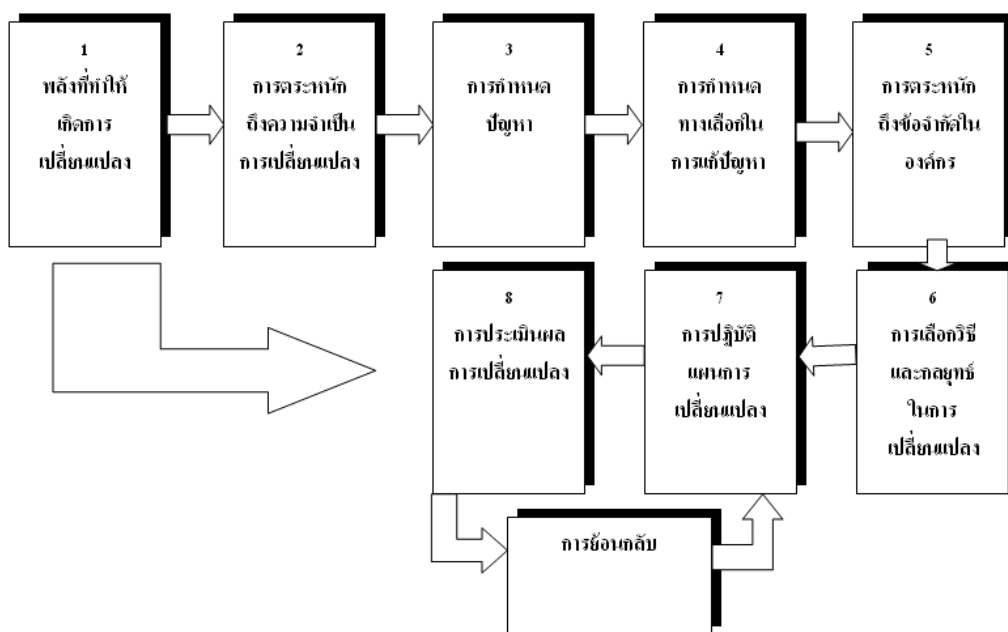 1
พลังที่ทำให้
เกิดการ
เปลี่ยนแปลง
2
การตระหนัก
ถึงความจำเป็น
การเปลี่ยนแปลง
3
การกำหนด
ปัญหา
4
การกำหนด
ทางเลือกใน
การแก้ปัญหา
5
การตระหนัก
ถึงข้อจำกัดใน
องค์กร
6
การเลือกวิธี
และกลยุทธ์
ในการ
เปลี่ยนแปลง
7
การปฏิบัติ
แผนการ
เปลี่ยนแปลง
8
การประเมินผล
การเปลี่ยนแปลง
การย้อนกลับ